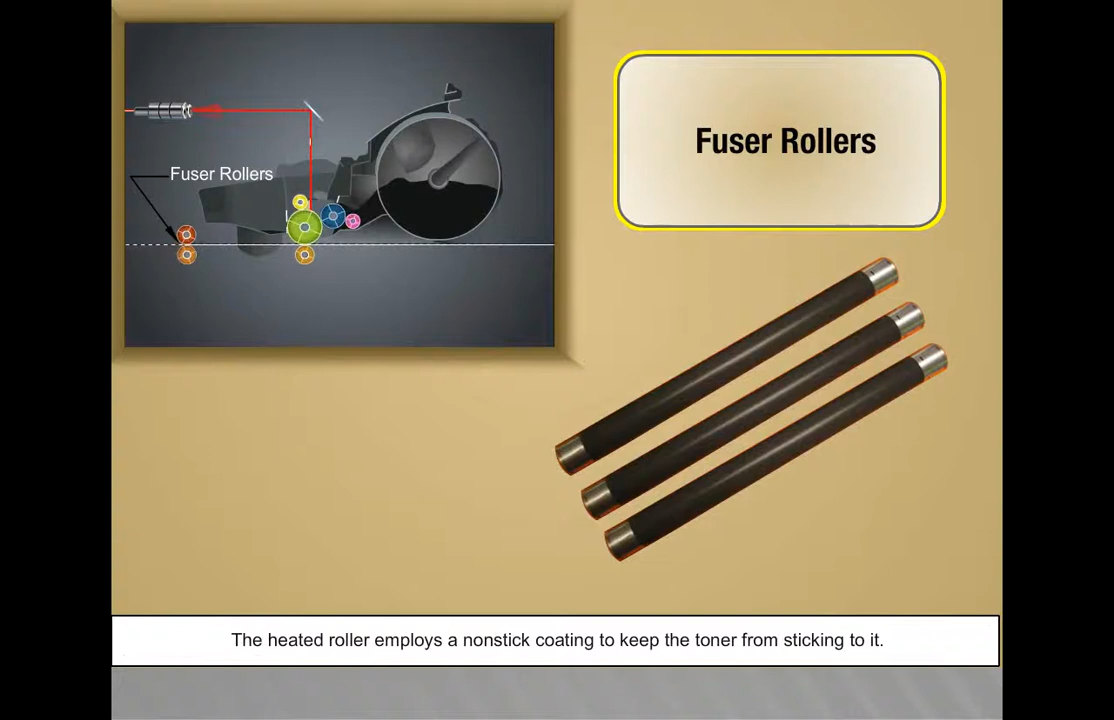 Fuser Rollers
Fuser Rollers
The heated roller employs a nonstick coating to keep the toner from sticking to it.